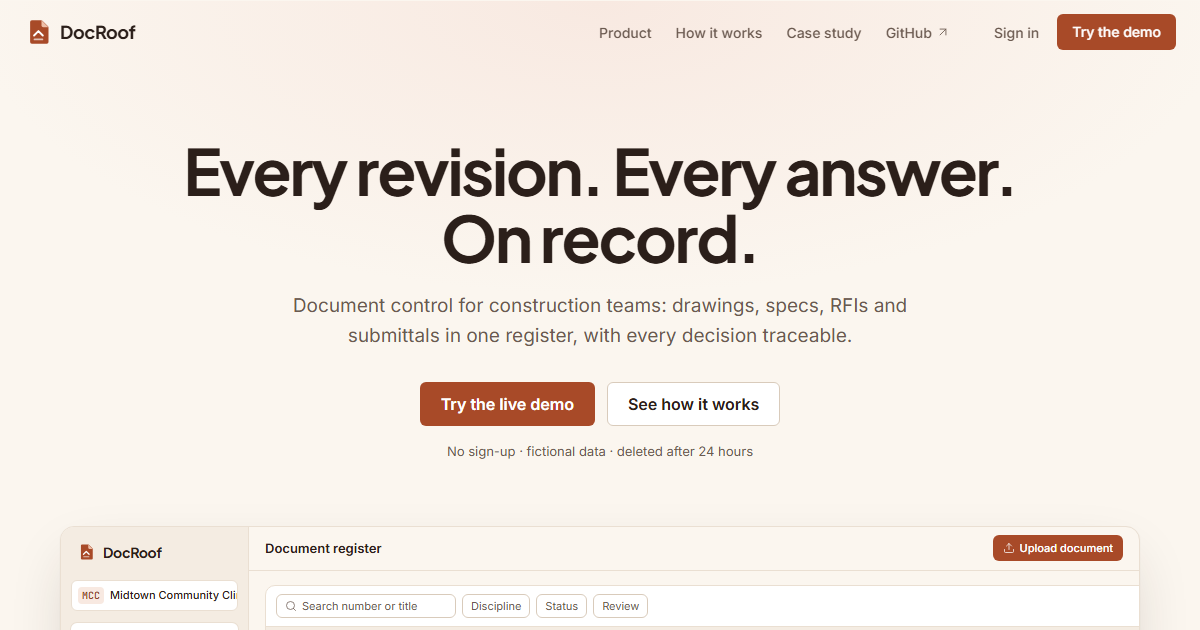 DocRoof
Product
How it works
Case study
GitHub ↗
Sign in
Try the demo
Every revision. Every answer.
On record.
Document control for construction teams: drawings, specs, RFIs and
submittals in one register, with every decision traceable.
Try the live demo
See how it works
No sign-up · fictional data · deleted after 24 hours
DocRoof
Document register
Upload document
MCC Midtown Community Cli
Search number or title
Discipline
Status
Review